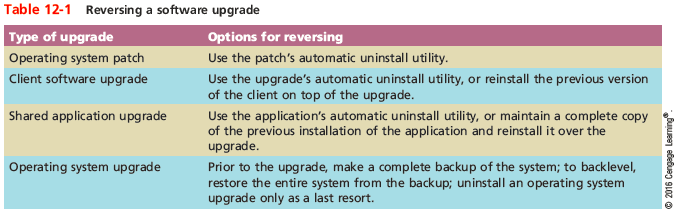 Table 12-1 Reversing a software upgrade
Type of upgrade Options for reversing
Operating system patch Use the patch's automatic uninstall utility.
Client software upgrade Use the upgrade's automatic uninstall utility, or reinstall the previous version
of the client on top of the upgrade.
Shared application upgrade Use the application's automatic uninstall utility, or maintain a complete copy
of the previous installation of the application and reinstall it over the
upgrade.
Operating system upgrade Prior to the upgrade, make a complete backup of the system; to backlevel,
restore the entire system from the backup; uninstall an operating system
upgrade only as a last resort.
© 2016 Cengage Learning®.